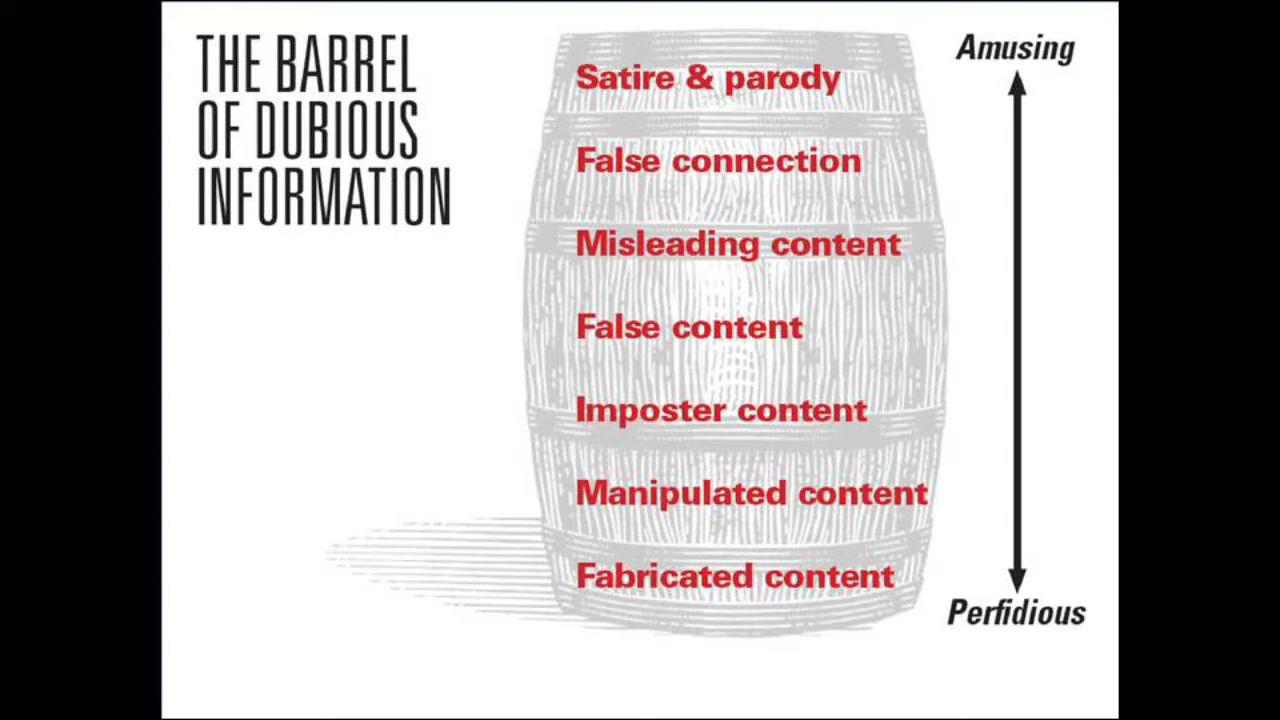 THE BARREL
OF DUBIOUS
INFORMATION
Satire & parody
False connection
Misleading content
False content
Imposter content
Manipulated content
Fabricated content
Amusing
Perfidious